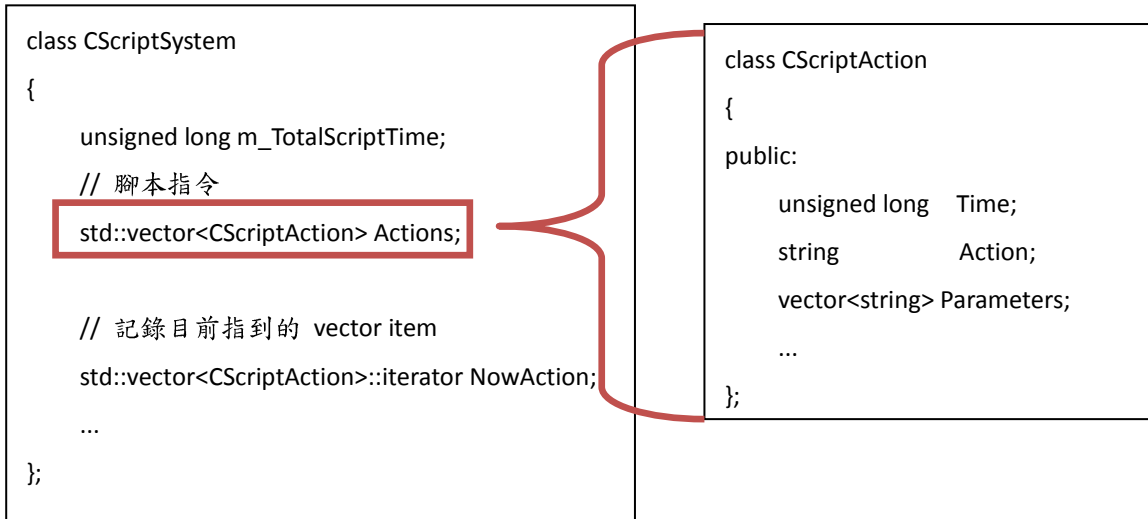 class CScriptSystem
{
unsigned long m_TotalScriptTime;
// 腳本指令
std::vector<CScriptAction> Actions;
// 記錄目前指到的 vector item
std::vector<CScriptAction>::iterator NowAction;
...
};
class CScriptAction
{
public:
unsigned long Time;
string Action;
vector<string> Parameters;
...
};